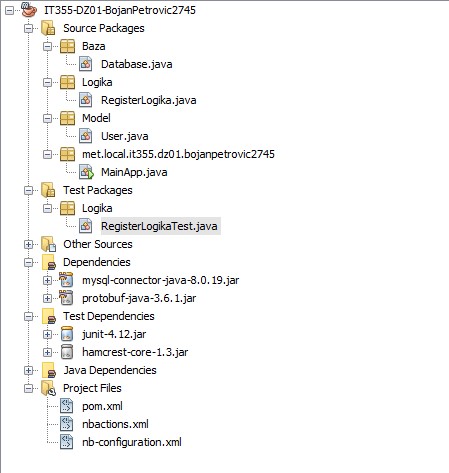 IT355-DZ01-BojanPetrovic2745
Source Packages
Baza
Database.java
Logika
RegisterLogika.java
Model
User.java
met.local.it355.dz01.bojanpetrovic2745
MainApp.java
Test Packages
Logika
RegisterLogikaTest.java
Other Sources
Dependencies
mysql-connector-java-8.0.19.jar
protobuf-java-3.6.1.jar
Test Dependencies
junit-4.12.jar
hamcrest-core-1.3.jar
Java Dependencies
Project Files
pom.xml
nbactions.xml
nb-configuration.xml